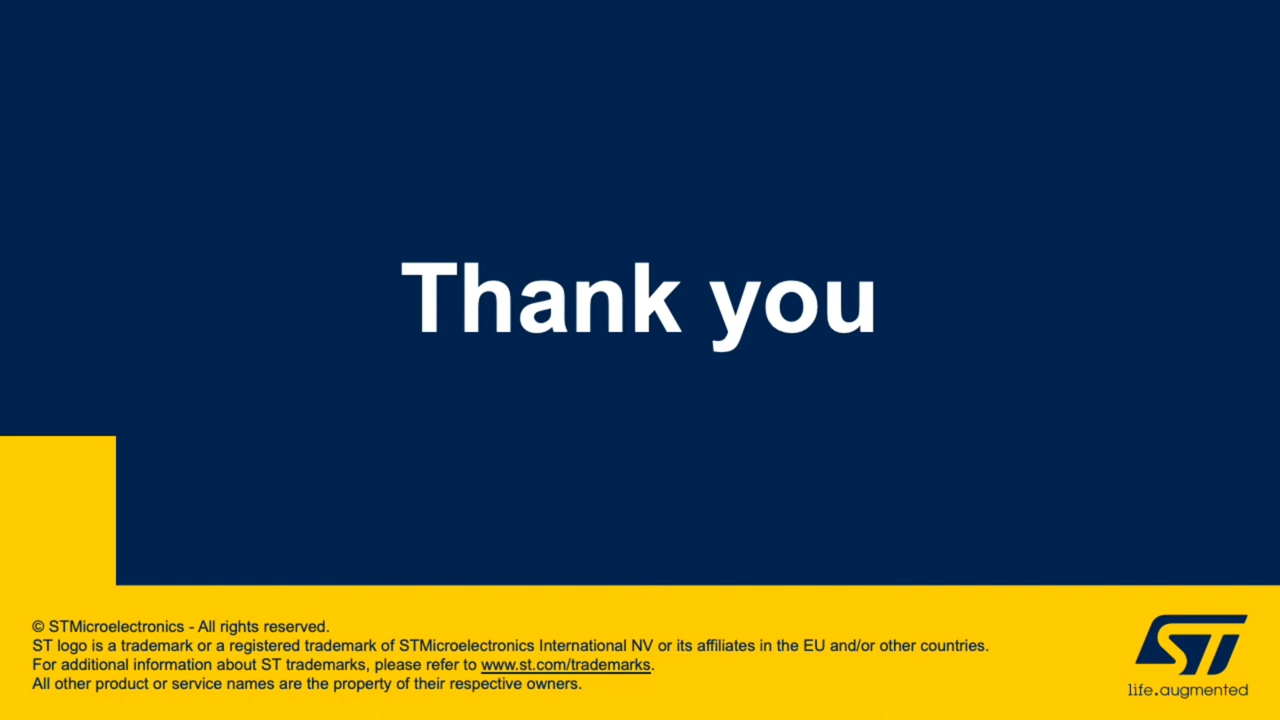 Thank you
© STMicroelectronics - All rights reserved.
ST logo is a trademark or a registered trademark of STMicroelectronics International NV or its affiliates in the EU and/or other countries.
For additional information about ST trademarks, please refer to www.st.com/trademarks.
All other product or service names are the property of their respective owners.
ST
life.augmented